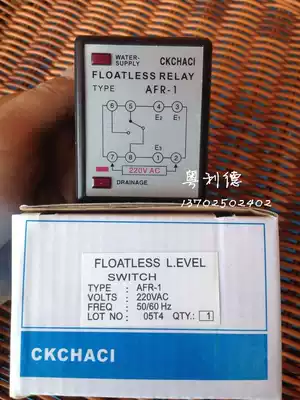 WATER-
SUPPLY
CKCHACI
FLOATLESS RELAY
TYPE AFR-1
6 5 4 3
E2 E1
E3
7 8 1 2
220V AC
DRAINAGE
粤利德
13702502402
FLOATLESS L.EVEL
SWITCH
TYPE : AFR-1
VOLTS : 220VAC
FREQ : 50/60 Hz
LOT NO : 05T4 QTY.: 1
CKCHACI